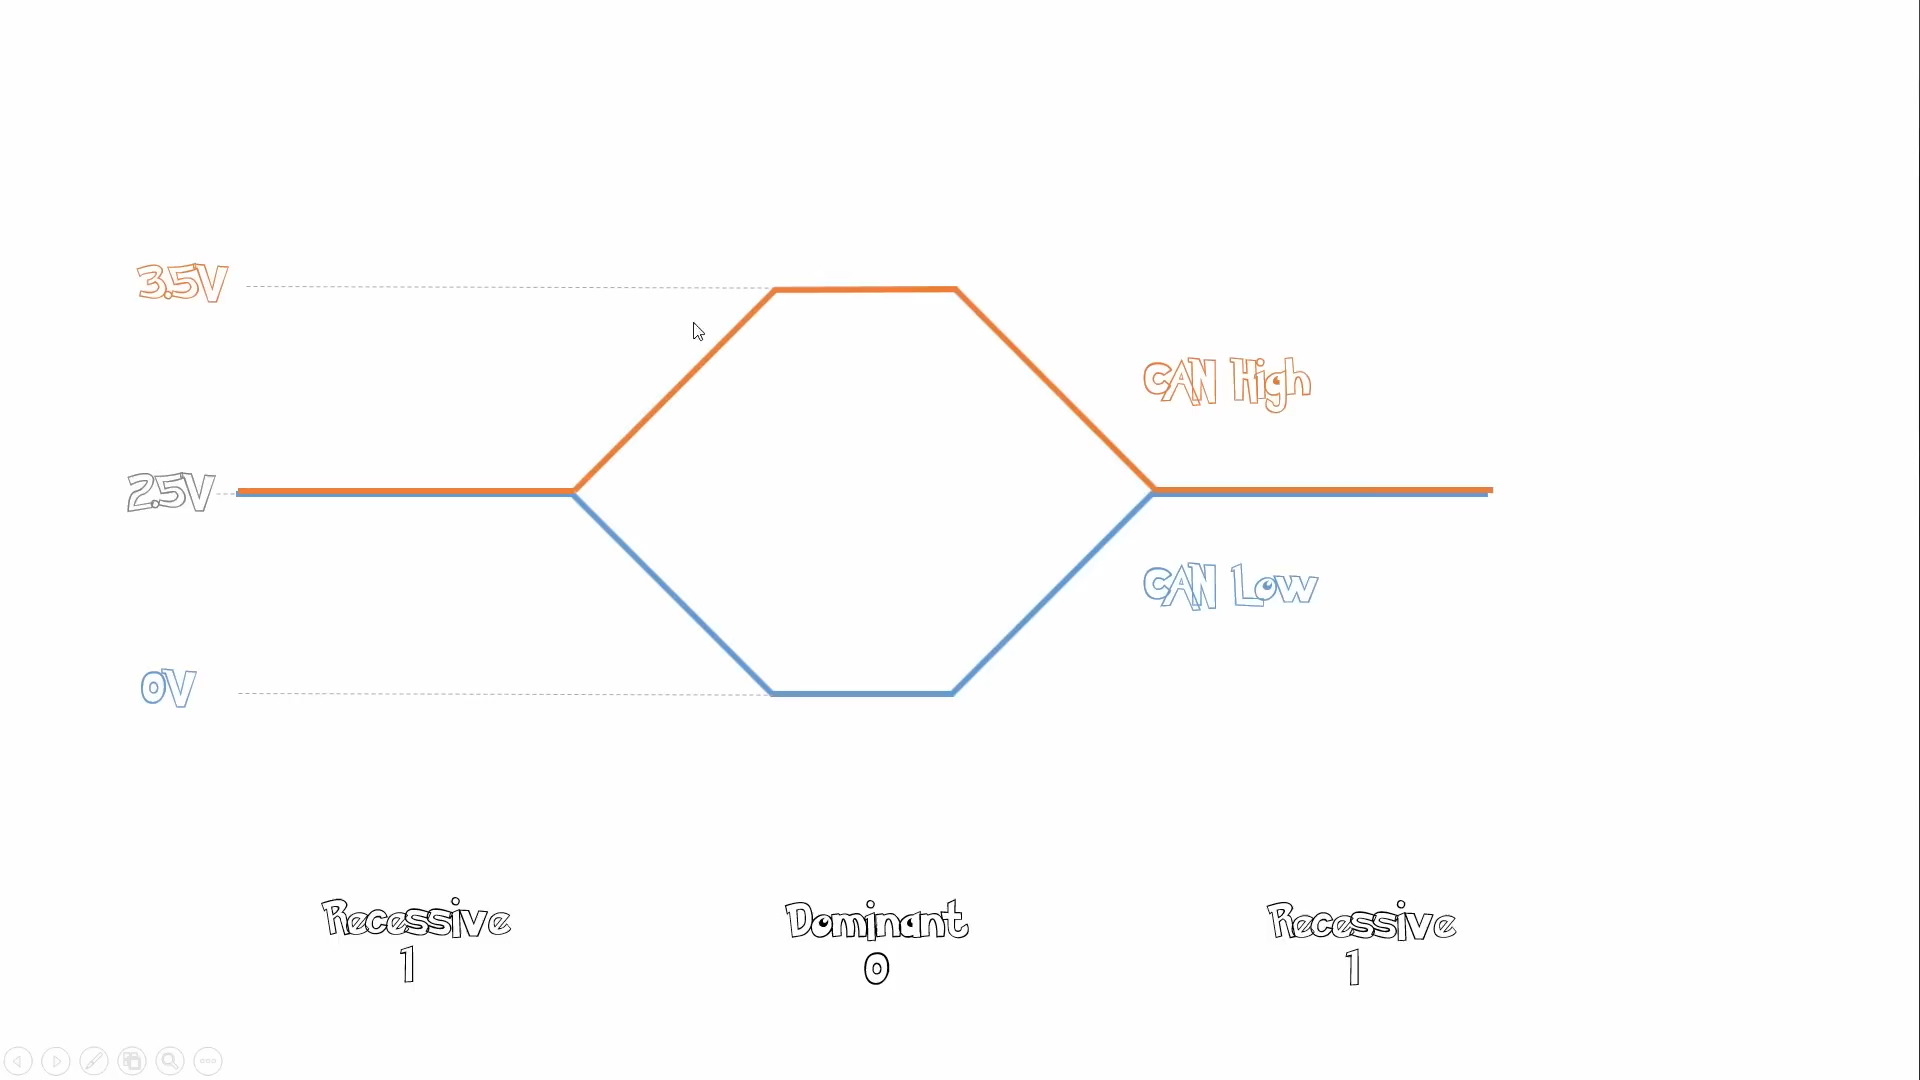 3.5V
CAN High
2.5V
CAN Low
0V
Recessive
1
Dominant
0
Recessive
1